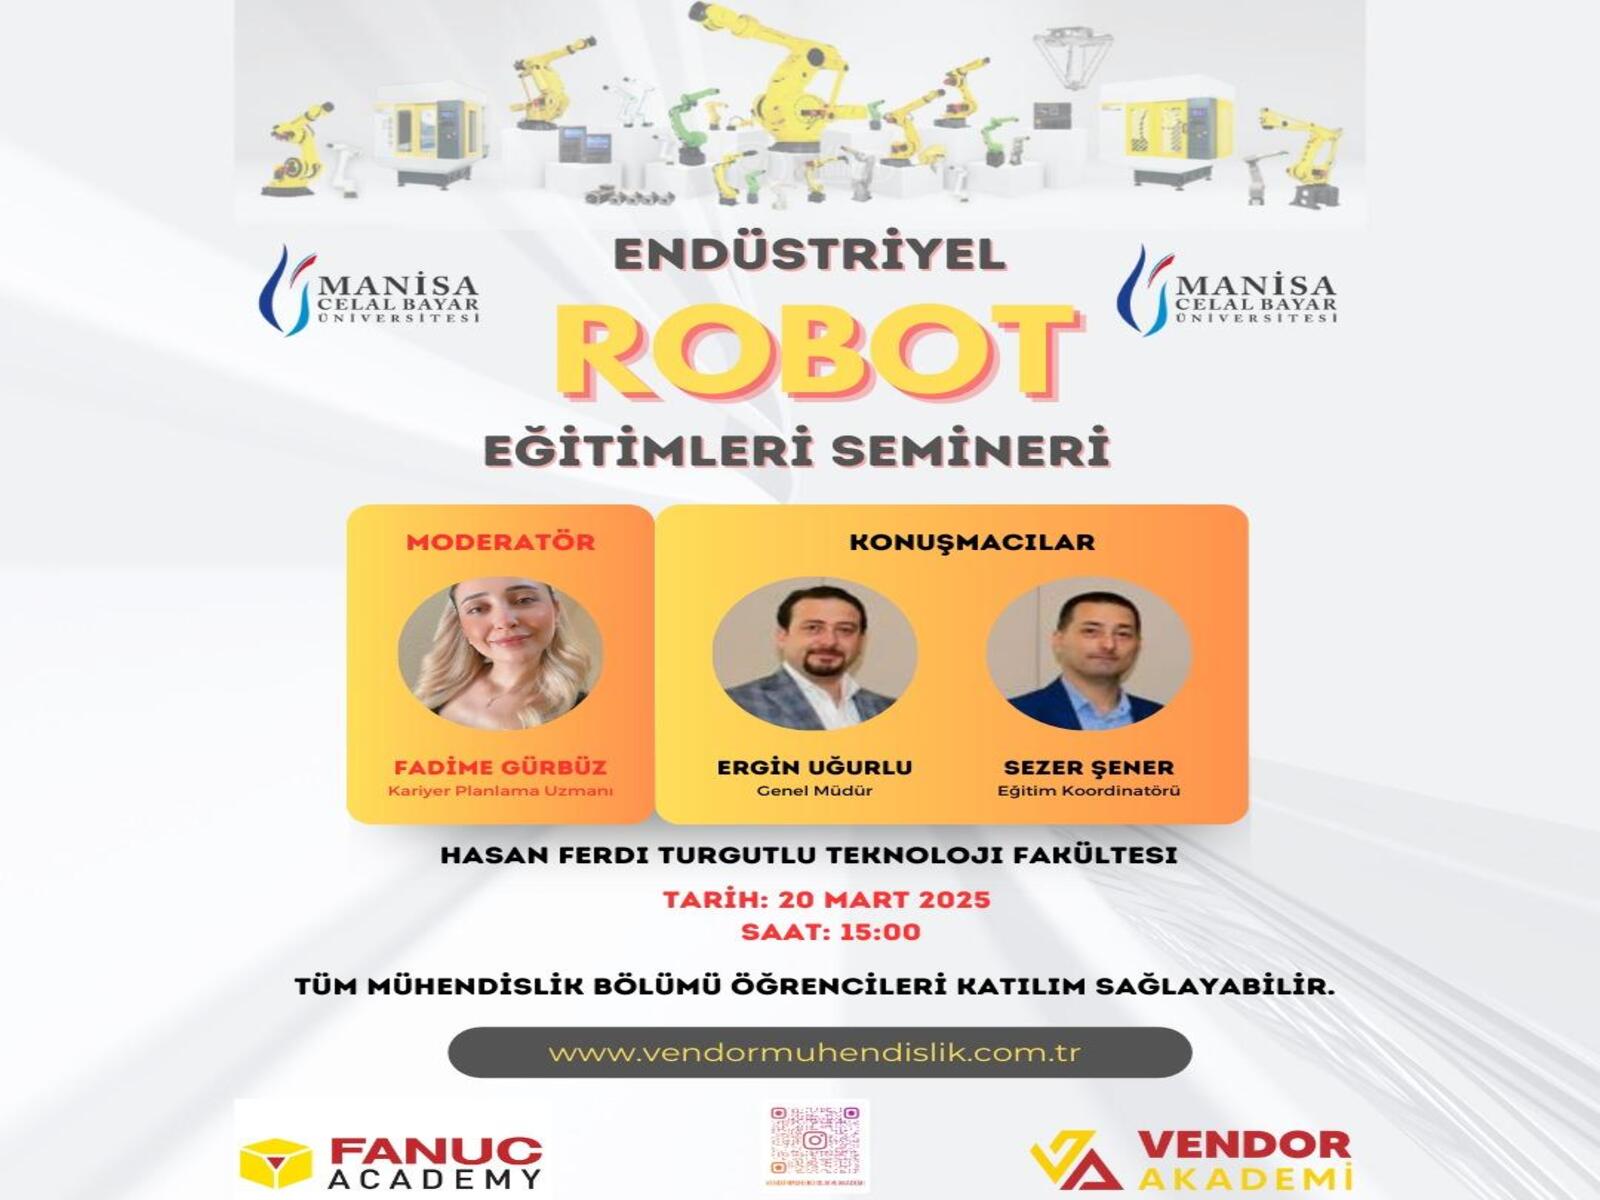 ENDÜSTRİYEL
MANİSA
CELAL BAYAR
ÜNİVERSİTESİ
MANİSA
CELAL BAYAR
ÜNİVERSİTESİ
ROBOT
EĞİTİMLERİ SEMİNERİ
MODERATÖR
KONUŞMACILAR
FADİME GÜRBÜZ
Kariyer Planlama Uzmanı
ERGİN UĞURLU
Genel Müdür
SEZER ŞENER
Eğitim Koordinatörü
HASAN FERDI TURGUTLU TEKNOLOJI FAKÜLTESI
TARİH: 20 MART 2025
SAAT: 15:00
TÜM MÜHENDİSLİK BÖLÜMÜ ÖĞRENCİLERİ KATILIM SAĞLAYABİLİR.
www.vendormuhendislik.com.tr
FANUC
ACADEMY
VENDOR
AKADEMİ